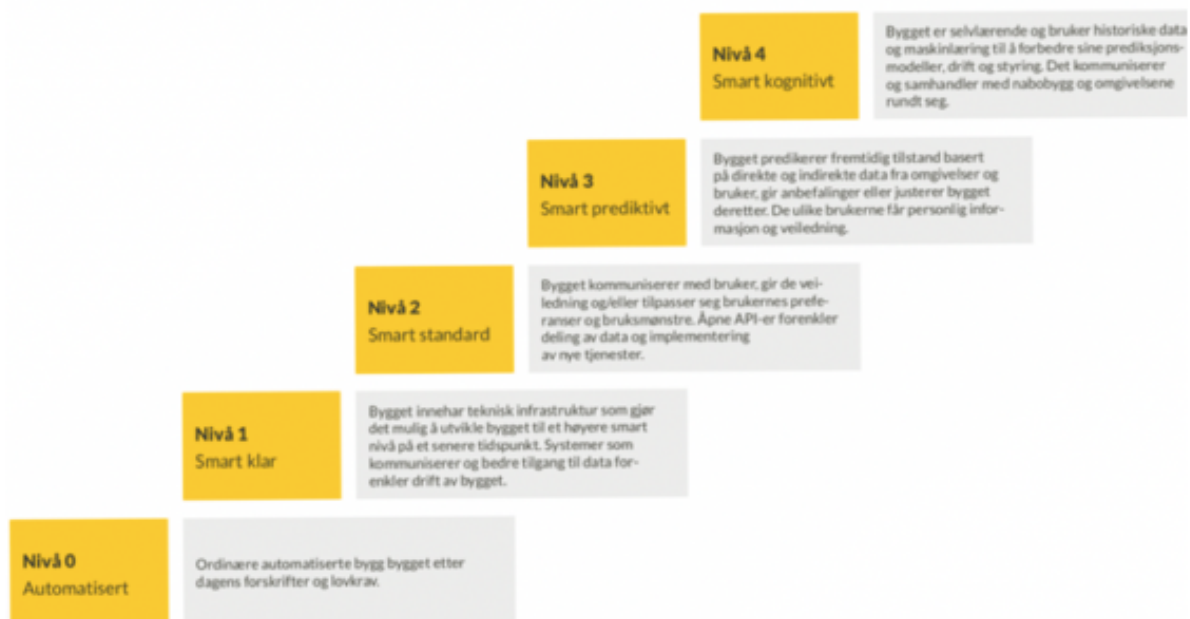 Nivå 4
Smart kognitivt
Bygget er selvlærende og bruker historiske data
og maskinlæring til å forbedre sine prediksjons-
modeller, drift og styring. Det kommuniserer
og samhandler med nabobygg og omgivelsene
rundt seg.
Nivå 3
Smart prediktivt
Bygget predikerer fremtidig tilstand basert
på direkte og indirekte data fra omgivelser og
bruker, gir anbefalinger eller justerer bygget
deretter. De ulike brukerne får personlig infor-
masjon og veiledning.
Nivå 2
Smart standard
Bygget kommuniserer med bruker, gir de vei-
ledning og/eller tilpasser seg brukernes prefe-
ranser og bruksmønstre. Åpne API-er forenkler
deling av data og implementering
av nye tjenester.
Nivå 1
Smart klar
Bygget innehar teknisk infrastruktur som gjør
det mulig å utvikle bygget til et høyere smart
nivå på et senere tidspunkt. Systemer som
kommuniserer og bedre tilgang til data for-
enkler drift av bygget.
Nivå 0
Automatisert
Ordinære automatiserte bygg bygget etter
dagens forskrifter og lovkrav.